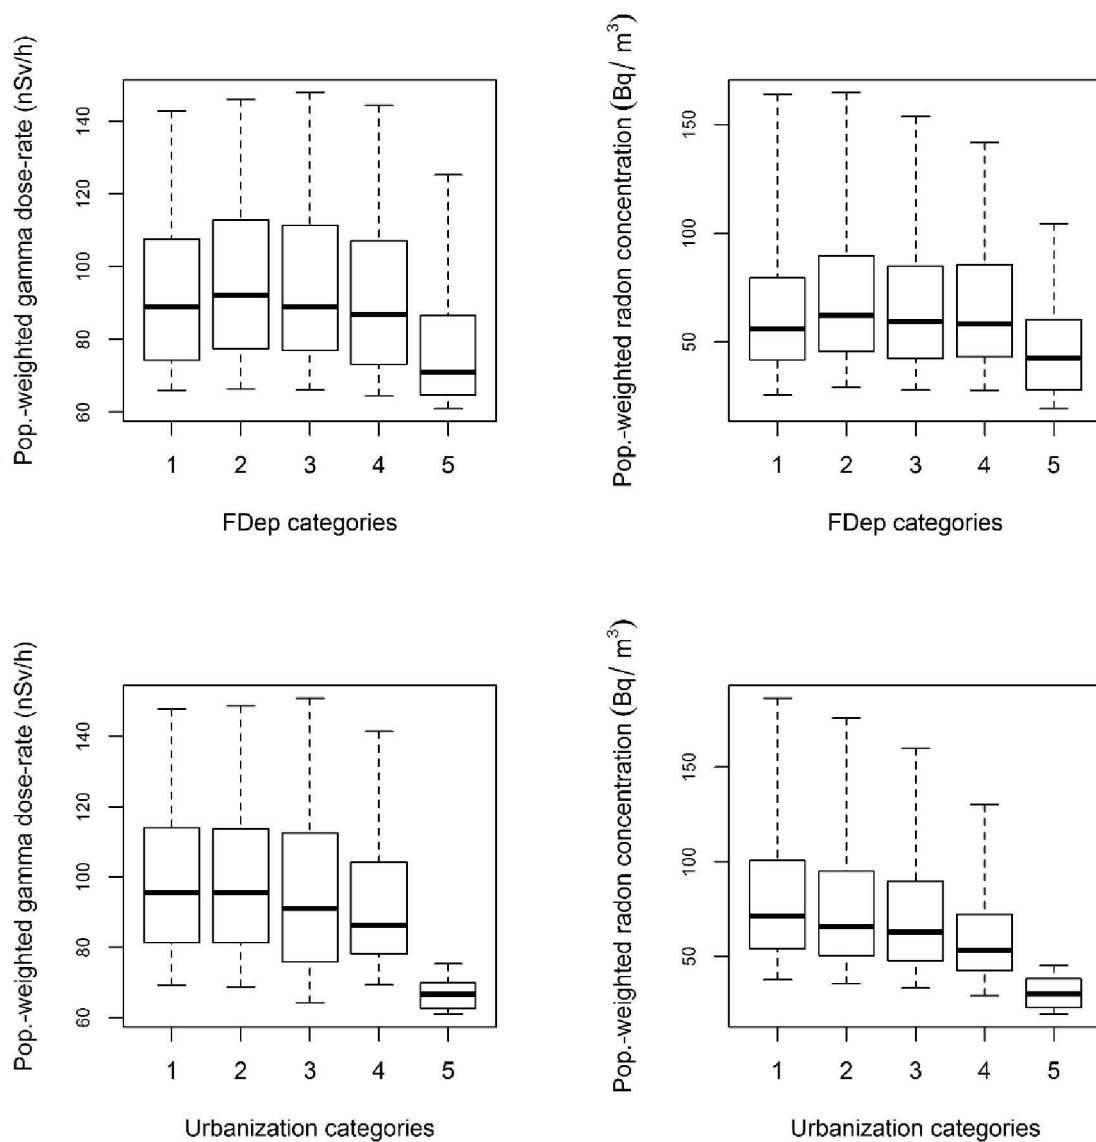 Pop.-weighted gamma dose-rate (nSv/h)
140
120
100
80
60
1 2 3 4 5
FDep categories
Pop.-weighted radon concentration (Bq/ m³)
150
100
50
1 2 3 4 5
FDep categories
Pop.-weighted gamma dose-rate (nSv/h)
140
120
100
80
60
1 2 3 4 5
Urbanization categories
Pop.-weighted radon concentration (Bq/ m³)
150
100
50
1 2 3 4 5
Urbanization categories